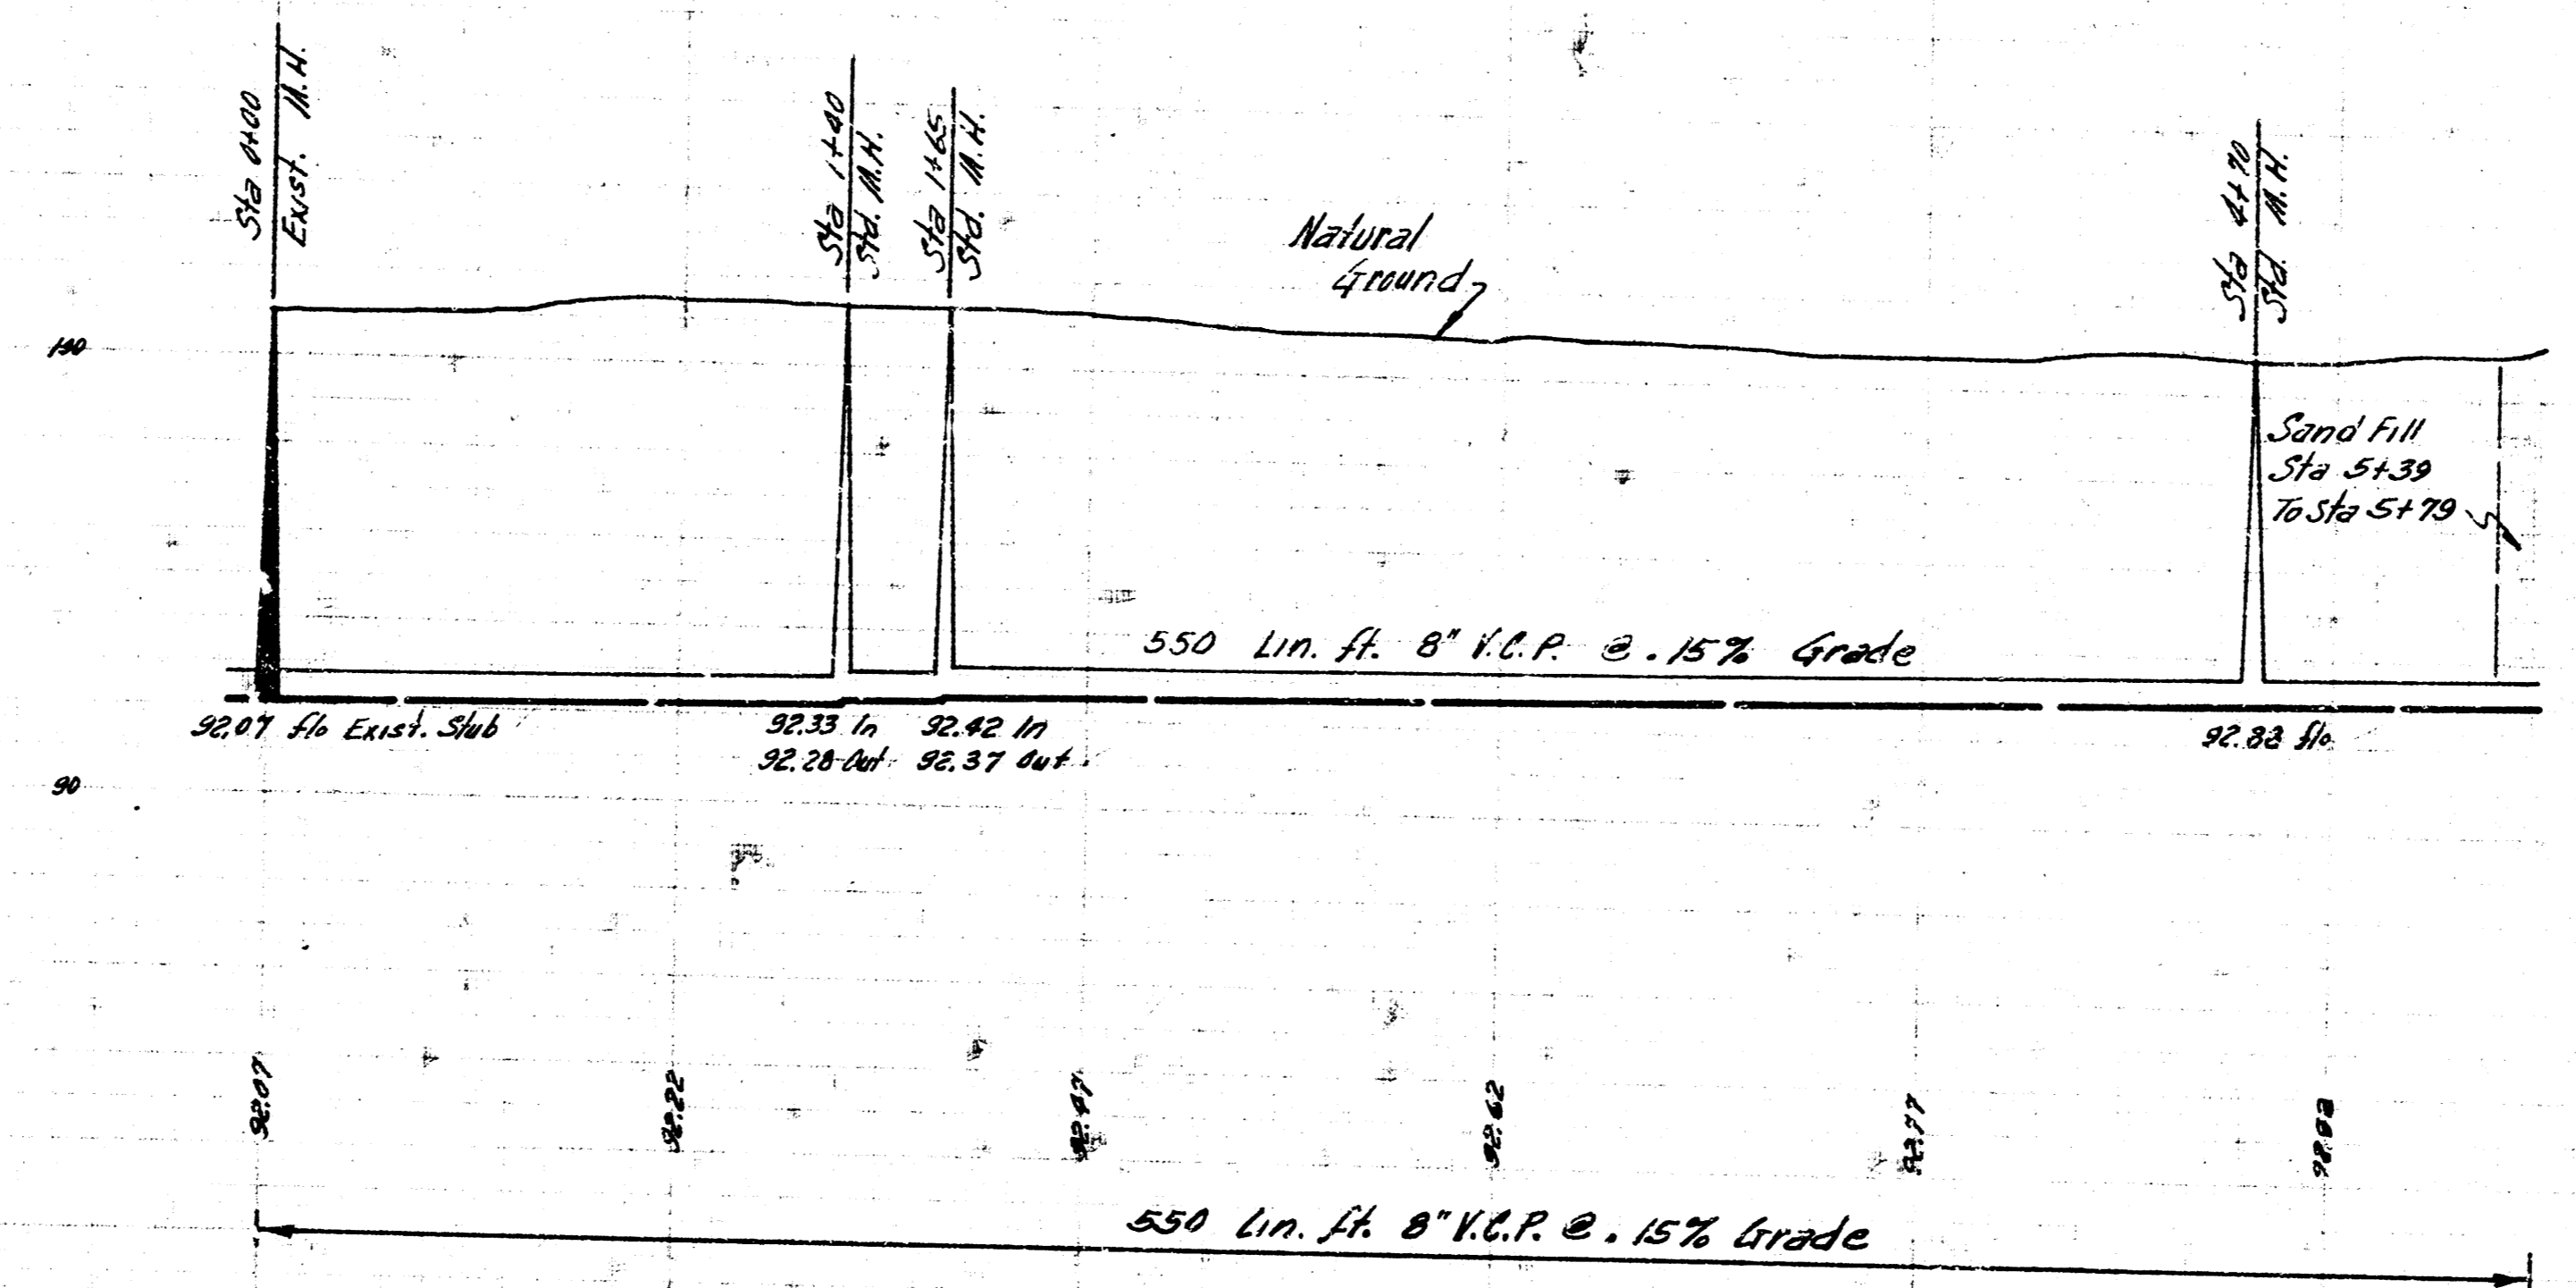 Sta 0+00
Exist. M.H.
Sta 1+40
Std. M.H.
Sta 1+65
Std. M.H.
Natural
Ground
Sta 4+70
Std. M.H.
100
Sand Fill
Sta 5+39
To Sta 5+79
550 Lin. ft. 8" V.C.P. @ .15% Grade
92.07 flo Exist. Stub
92.33 In
92.28 Out
92.42 In
92.37 Out
92.88 flo
90
92.07
92.22
92.47
92.62
92.77
550 Lin. ft. 8" V.C.P. @ .15% Grade